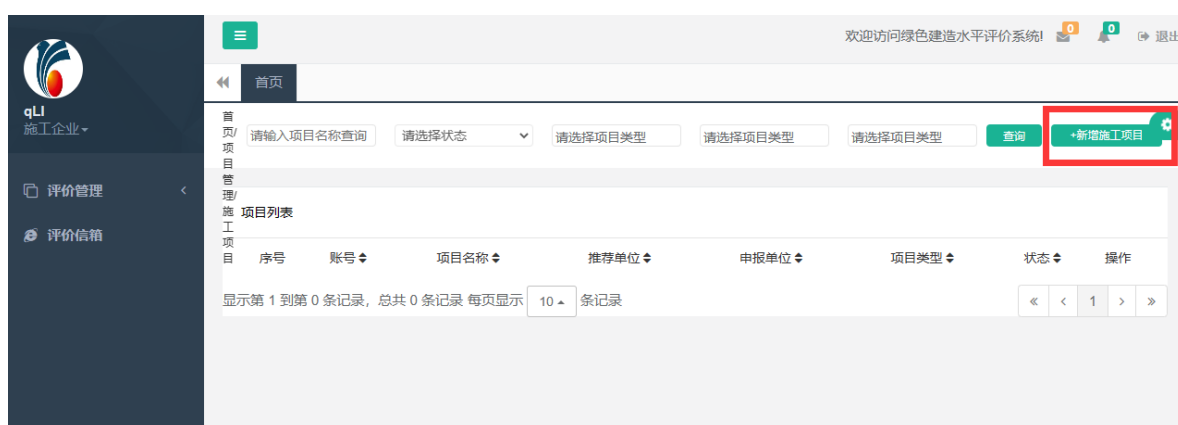 欢迎访问绿色建造水平评价系统!
0
0
退出
首页
qLI
施工企业
评价管理
评价信箱
首页/项目管理/施工项目
请输入项目名称查询
请选择状态
请选择项目类型
请选择项目类型
请选择项目类型
查询
+新增施工项目
项目列表
序号 账号 项目名称 推荐单位 申报单位 项目类型 状态 操作
显示第 1 到第 0 条记录，总共 0 条记录 每页显示 10 条记录
« < 1 > »